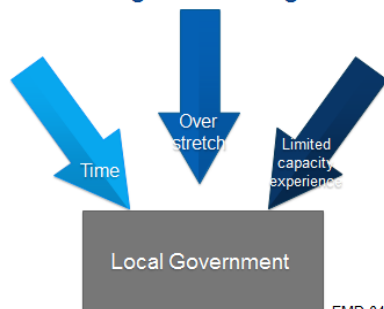 Over
stretch
Time
Limited
capacity
experience
Local Government